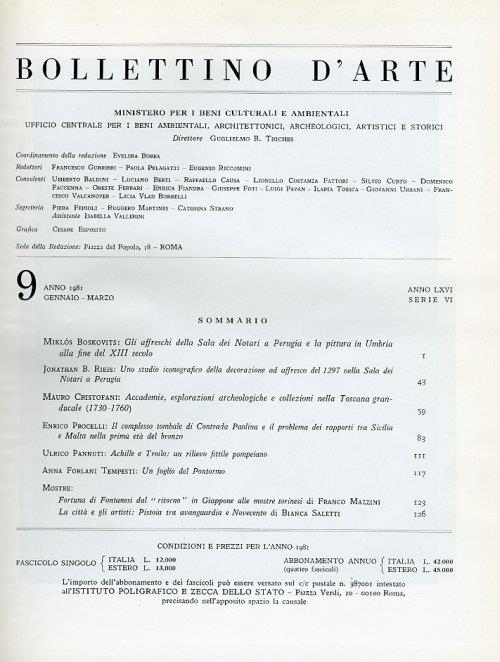 BOLLETTINO D'ARTE
MINISTERO PER I BENI CULTURALI E AMBIENTALI
UFFICIO CENTRALE PER I BENI AMBIENTALI, ARCHITETTONICI, ARCHEOLOGICI, ARTISTICI E STORICI
Direttore GUGLIELMO B. TRICHES
Coordinamento della redazione EVELINA BOREA
Redattori FRANCESCO GURRIERI – PAOLA PELAGATTI – EUGENIO RICCOMINI
Consulenti UMBERTO BALDINI – LUCIANO BERTI – RAFFAELLO CAUSA – LIONELLO COSTANZA FATTORI – SILVIO CURTO – DOMENICO
FACCENNA – ORESTE FERRARI – ENRICA FIANDRA – GIUSEPPE FOTI – LUIGI PAVAN – ILARIA TOESCA – GIOVANNI URBANI – FRAN-
CESCO VALCANOVER – LICIA VLAD BORRELLI
Segreteria PIERA FERIOLI – RUGGERO MARTINES – CATERINA STRANO
Assistente ISABELLA VALLERINI
Grafica CESARE ESPOSITO
Sede della Redazione: Piazza del Popolo, 18 – ROMA
9 ANNO 1981 ANNO LXVI
GENNAIO – MARZO SERIE VI
SOMMARIO
MIKLÓS BOSKOVITS: Gli affreschi della Sala dei Notari a Perugia e la pittura in Umbria
alla fine del XIII secolo 1
JONATHAN B. RIESS: Uno studio iconografico della decorazione ad affresco del 1297 nella Sala dei
Notari a Perugia 43
MAURO CRISTOFANI: Accademie, esplorazioni archeologiche e collezioni nella Toscana gran-
ducale (1730–1760) 59
ENRICO PROCELLI: Il complesso tombale di Contrada Paolina e il problema dei rapporti tra Sicilia
e Malta nella prima età del bronzo 83
ULRICO PANNUTI: Achille e Troilo: un rilievo fittile pompeiano 111
ANNA FORLANI TEMPESTI: Un foglio del Pontormo 117
MOSTRE:
Fortuna di Fontanesi dal "ritorno" in Giappone alle mostre torinesi di FRANCO MAZZINI 123
La città e gli artisti: Pistoia tra avanguardia e Novecento di BIANCA SALETTI 126
CONDIZIONI E PREZZI PER L'ANNO 1981
FASCICOLO SINGOLO { ITALIA L. 12,000 ABBONAMENTO ANNUO { ITALIA L. 42.000
ESTERO L. 13,000 (quattro fascicoli) ESTERO L. 45.000
L'importo dell'abbonamento e dei fascicoli può essere versato sul c/c postale n. 387001 intestato
all'ISTITUTO POLIGRAFICO E ZECCA DELLO STATO – Piazza Verdi, 10 – 00100 Roma,
precisando nell'apposito spazio la causale